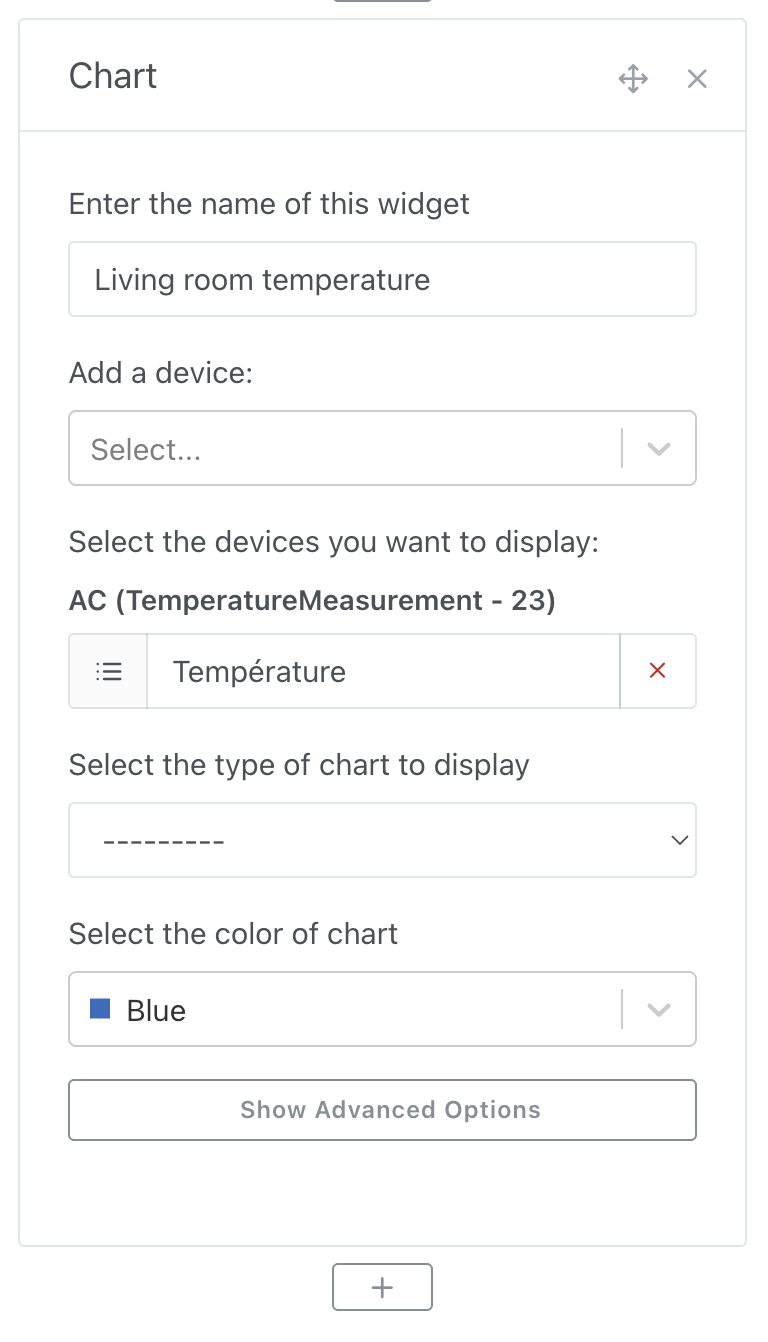 Chart
Enter the name of this widget
Living room temperature
Add a device:
Select...
Select the devices you want to display:
AC (TemperatureMeasurement - 23)
Température
Select the type of chart to display
---------
Select the color of chart
Blue
Show Advanced Options